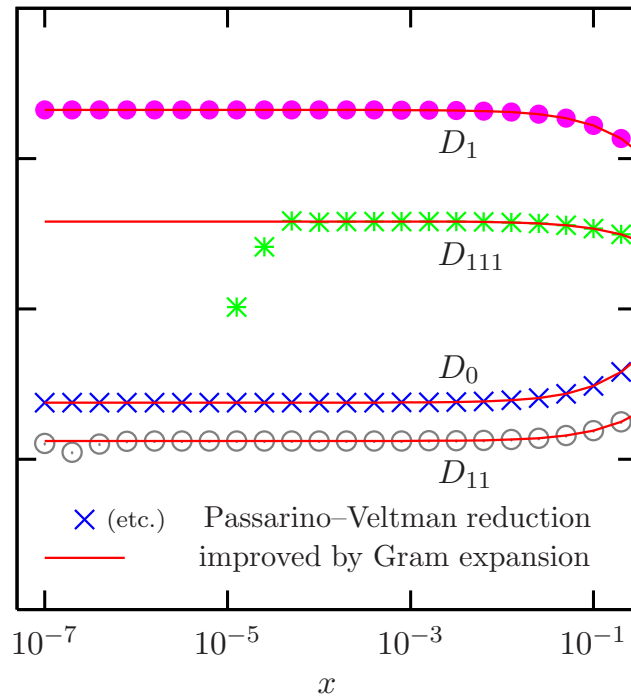 D₁
D₁₁₁
D₀
D₁₁
(etc.) Passarino–Veltman reduction
improved by Gram expansion
10⁻⁷ 10⁻⁵ 10⁻³ 10⁻¹
x